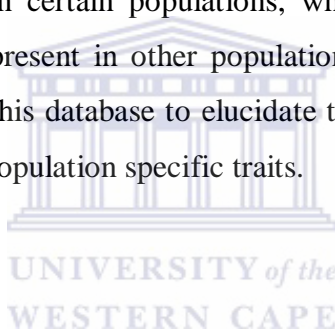 certain populations, wh
present in other population
his database to elucidate t
opulation specific traits.
UNIVERSITY of the
WESTERN CAPE